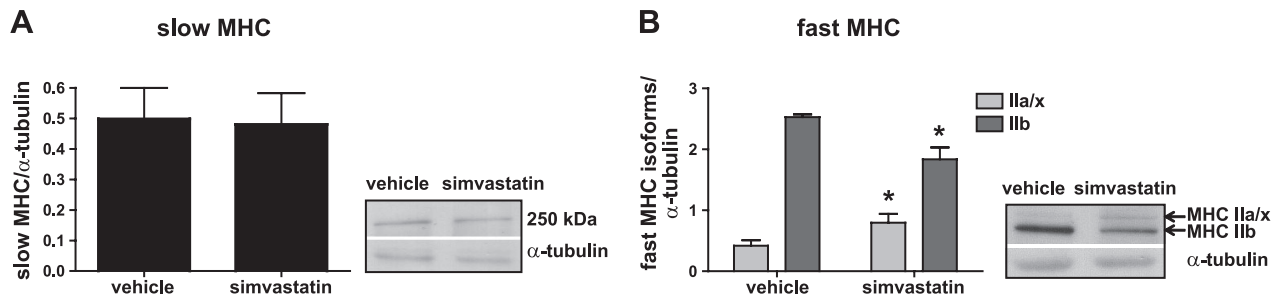 A
slow MHC
slow MHC/α-tubulin
0.6
0.5
0.4
0.3
0.2
0.1
0.0
vehicle
simvastatin
vehicle simvastatin
250 kDa
α-tubulin
B
fast MHC
fast MHC isoforms/
α-tubulin
3
2
1
0
IIa/x
IIb
*
*
vehicle
simvastatin
vehicle simvastatin
MHC IIa/x
MHC IIb
α-tubulin